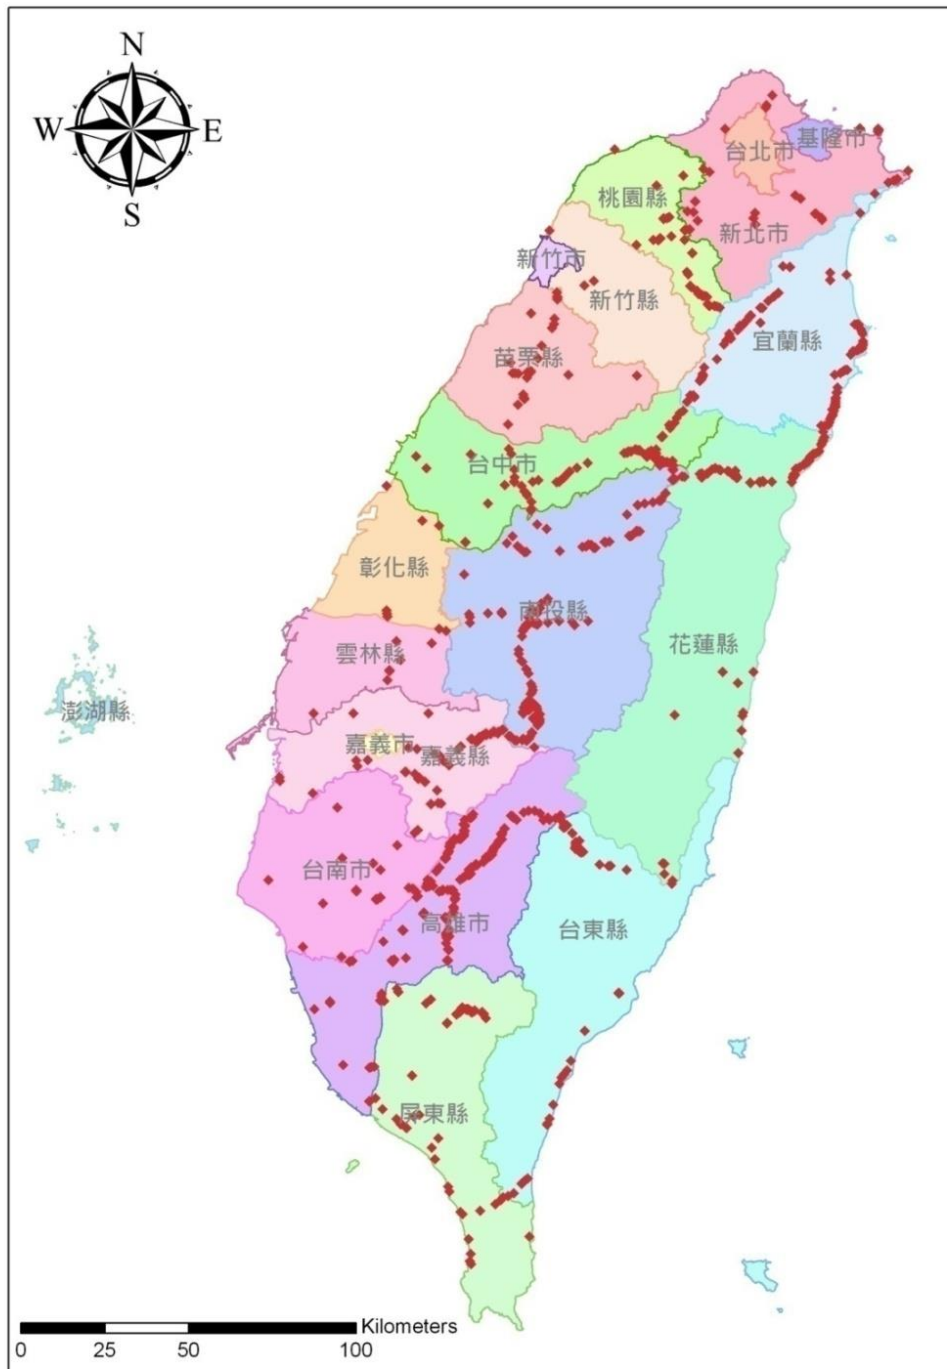 N
W
E
S
基隆市
台北市
桃園縣
新北市
新竹市
新竹縣
宜蘭縣
苗栗縣
台中市
彰化縣
南投縣
花蓮縣
雲林縣
澎湖縣
嘉義市
嘉義縣
台南市
高雄市
台東縣
屏東縣
Kilometers
0 25 50 100